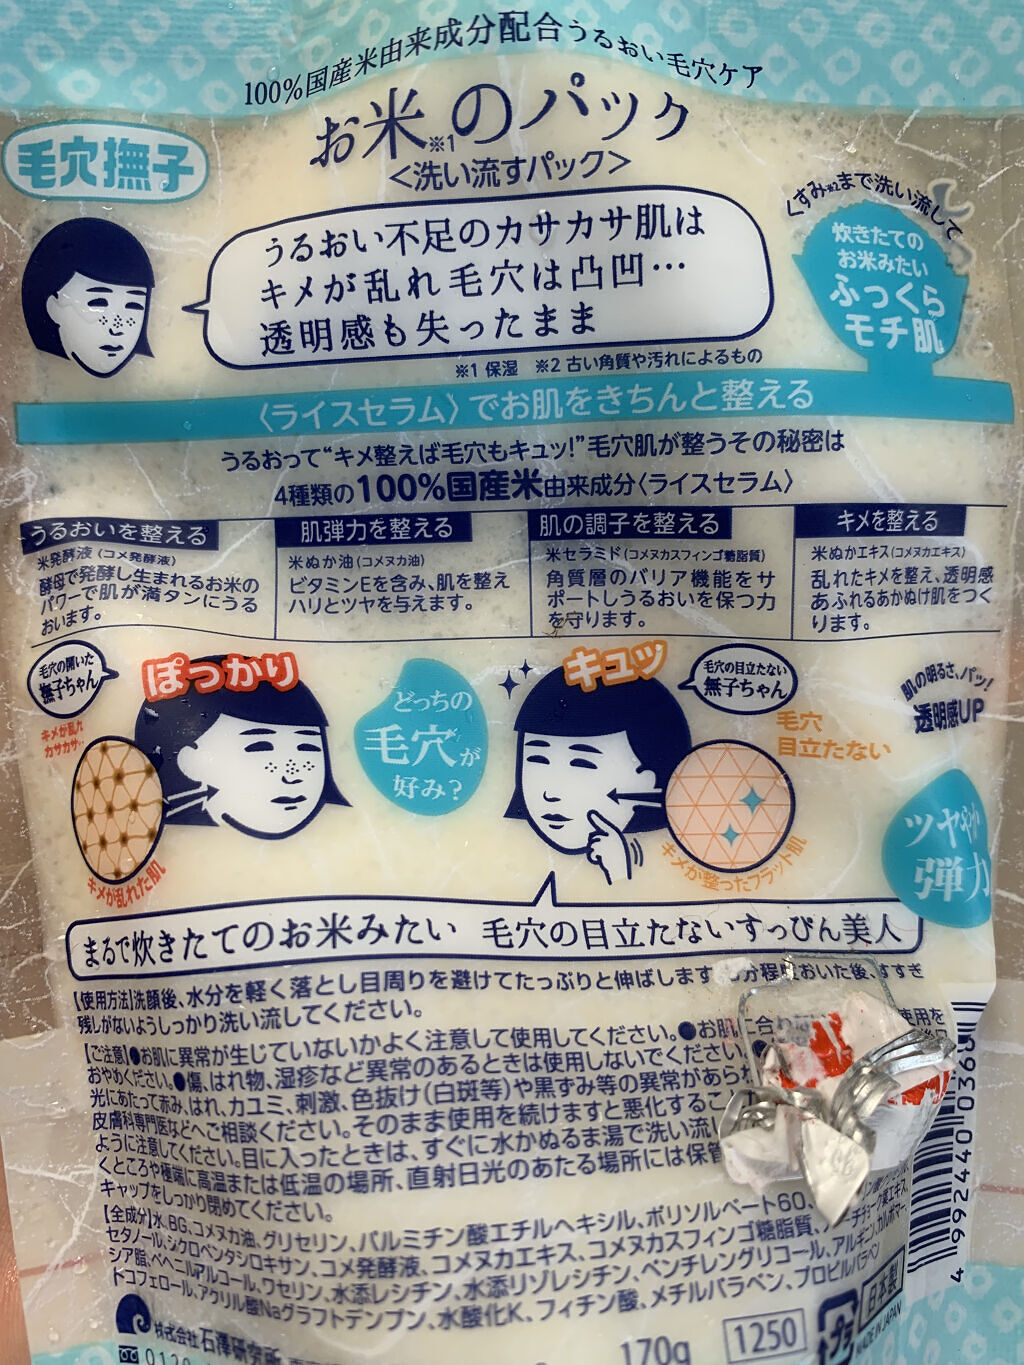 100%国産米由来成分配合うるおい毛穴ケア
お米※1のパック
<洗い流すパック>
毛穴撫子
うるおい不足のカサカサ肌は
キメが乱れ毛穴は凸凹…
透明感も失ったまま
くすみ※2まで洗い流して
炊きたての
お米みたい
ふっくら
モチ肌
※1 保湿 ※2 古い角質や汚れによるもの
〈ライスセラム〉でお肌をきちんと整える
うるおって“キメ整えば毛穴もキュッ!”毛穴肌が整うその秘密は
4種類の100%国産米由来成分〈ライスセラム〉
うるおいを整える
米発酵液(コメ発酵液)
酵母で発酵し生まれるお米の
パワーで肌が満タンにうる
おいます。
肌弾力を整える
米ぬか油(コメヌカ油)
ビタミンEを含み、肌を整え
ハリとツヤを与えます。
肌の調子を整える
米セラミド(コメヌカスフィンゴ糖脂質)
角質層のバリア機能をサ
ポートしうるおいを保つ力
を守ります。
キメを整える
米ぬかエキス(コメヌカエキス)
乱れたキメを整え、透明感
あふれるあかぬけ肌をつく
ります。
毛穴の開いた
撫子ちゃん
ぽっかり
キメが乱れ
カサカサ…
キメが乱れた肌
どっちの
毛穴が
好み?
キュッ
毛穴の目立たない
撫子ちゃん
毛穴
目立たない
キメが整ったフラット肌
肌の明るさ、パッ!
透明感UP
ツヤやか
弾力
まるで炊きたてのお米みたい 毛穴の目立たないすっぴん美人
【使用方法】洗顔後、水分を軽く落とし目周りを避けてたっぷりと伸ばします 分程度おいた後、すすぎ
残しがないようしっかり洗い流してください。
【ご注意】●お肌に異常が生じていないかよく注意して使用してください。●お肌に合わな 使用を
おやめください。●傷、はれ物、湿疹など異常のあるときは使用しないでください。
光にあたって赤み、はれ、カユミ、刺激、色抜け(白斑等)や黒ずみ等の異常があら
皮膚科専門医などへご相談ください。そのまま使用を続けますと悪化するこ
ように注意してください。目に入ったときは、すぐに水かぬるま湯で洗い流
くところや極端に高温または低温の場所、直射日光のあたる場所には保管
キャップをしっかり閉めてください。
【全成分】水、BG、コメヌカ油、グリセリン、パルミチン酸エチルヘキシル、ポリソルベート60、
セタノール、シクロペンタシロキサン、コメ発酵液、コメヌカエキス、コメヌカスフィンゴ糖脂質、 エキス、
シア脂、ベヘニルアルコール、ワセリン、水添レシチン、水添リゾレシチン、ペンチレングリコール、アルギニン、カルボマー、
トコフェロール、アクリル酸Naグラフトデンプン、水酸化K、フィチン酸、メチルパラベン、プロピルパラベン
株式会社石澤研究所
0120
170g
1250
プラ
日本製
MADE IN JAPAN
4 992440 0368